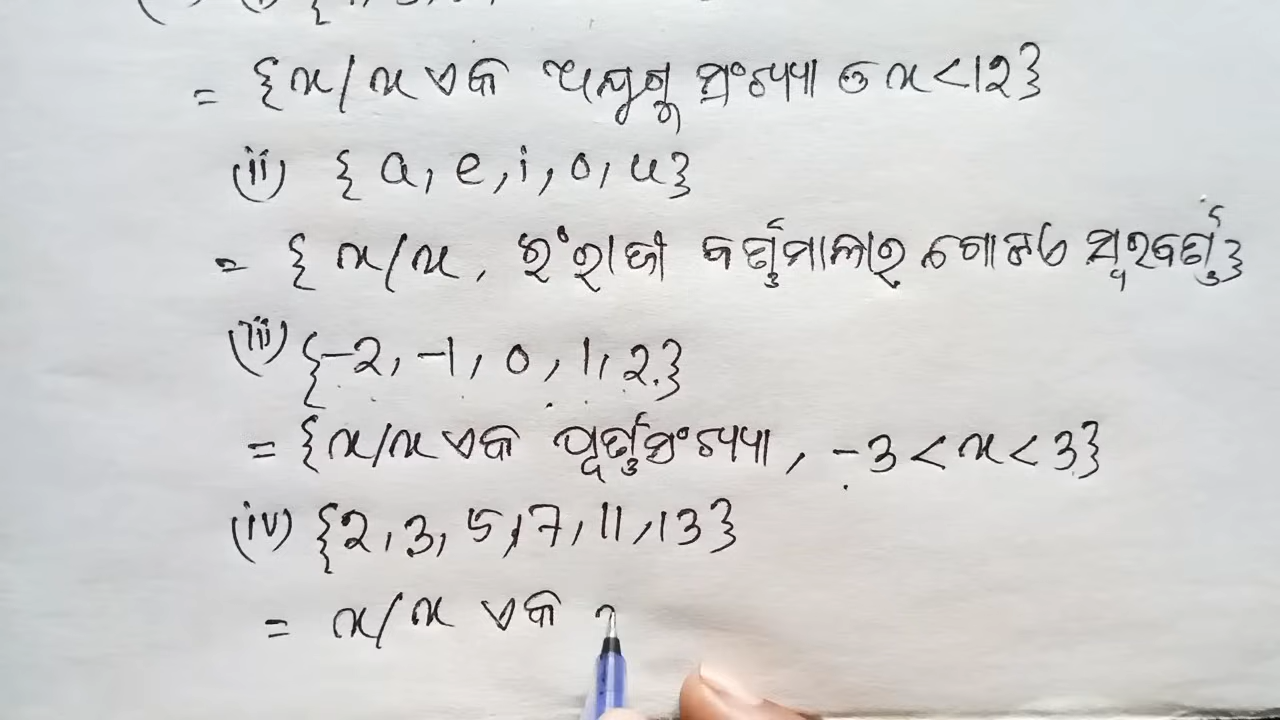 = {x/x ଏକ ଅଯୁଗ୍ମ ସଂଖ୍ୟା ଓ x<12}
(ii) {a, e, i, o, u}
= {x/x, ଇଂରାଜୀ ବର୍ଣ୍ଣମାଳାର ଗୋଟଏ ସ୍ୱରବର୍ଣ୍ଣ}
(iii) {-2, -1, 0, 1, 2}
= {x/x ଏକ ପୂର୍ଣ୍ଣସଂଖ୍ୟା, -3 < x < 3}
(iv) {2, 3, 5, 7, 11, 13}
= x/x ଏକ